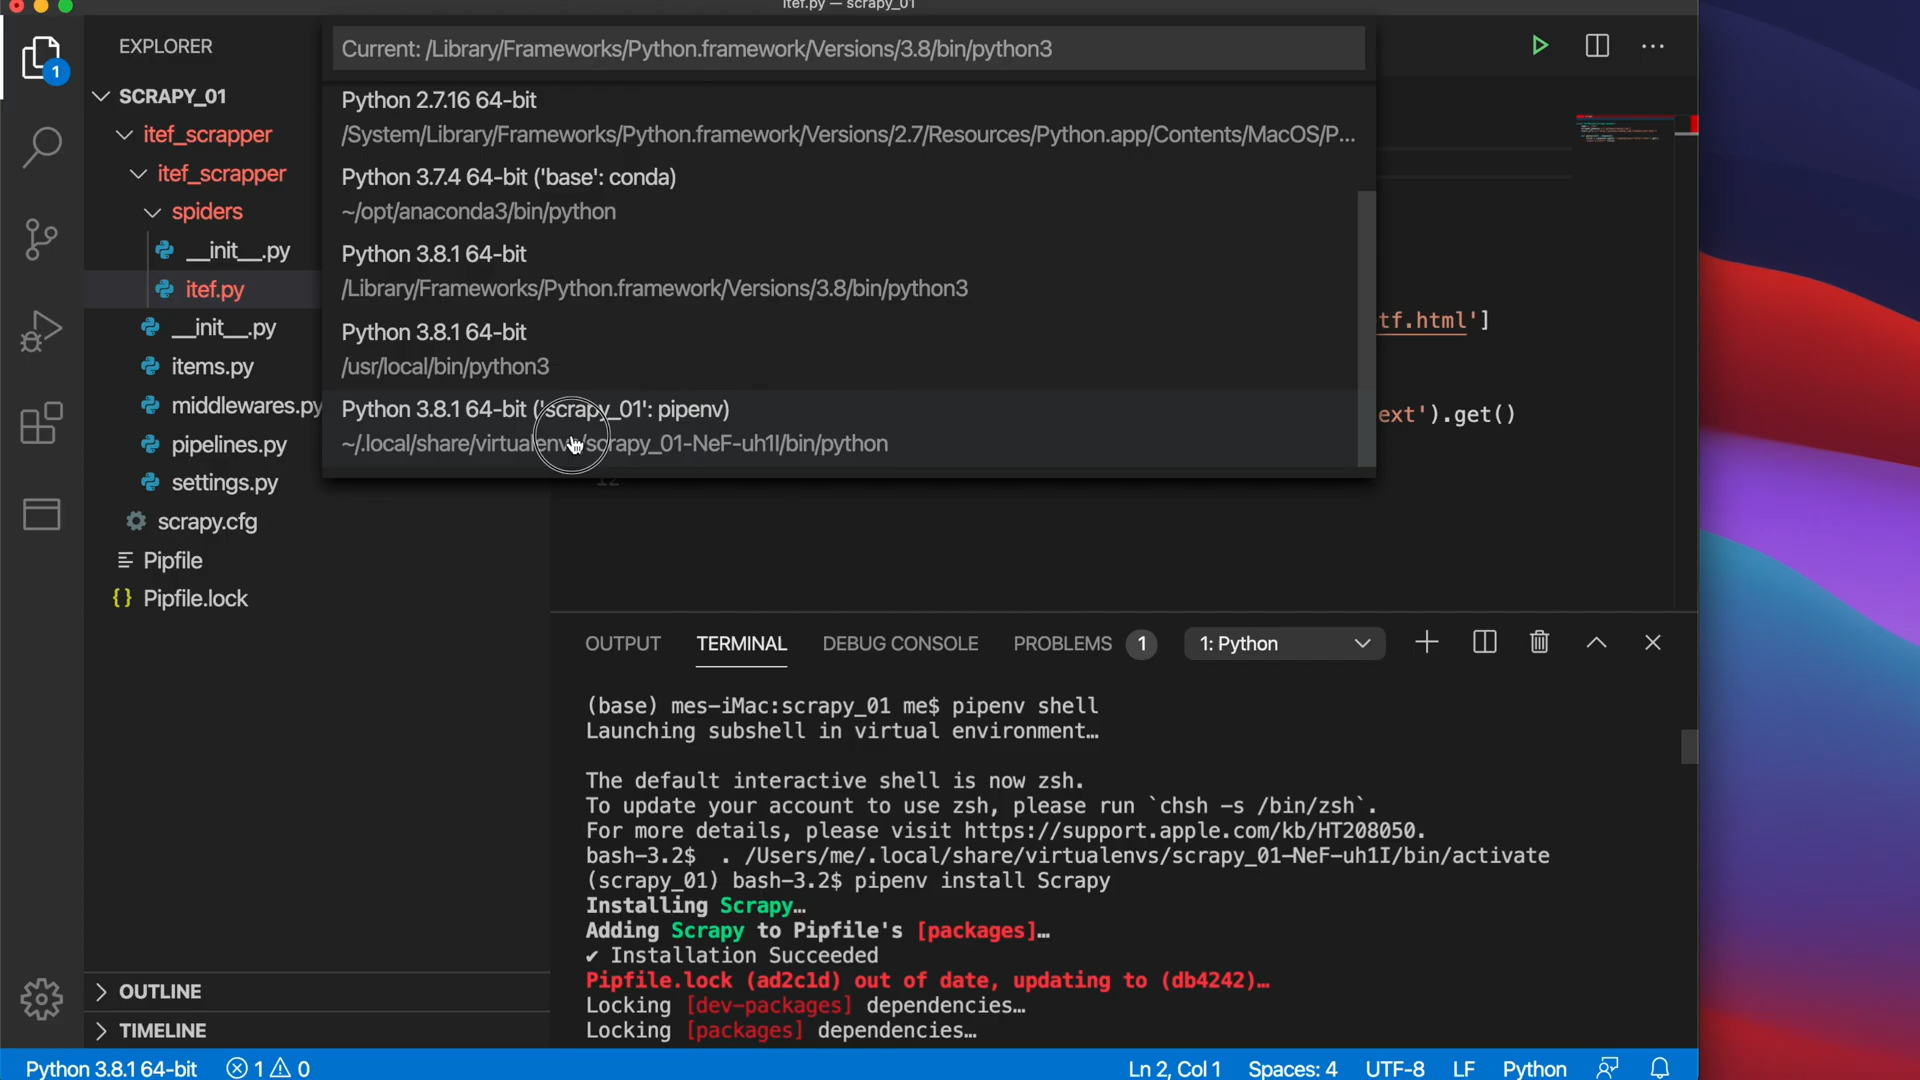 itef.py — scrapy_01
EXPLORER
1
SCRAPY_01
itef_scrapper
itef_scrapper
spiders
__init__.py
itef.py
__init__.py
items.py
middlewares.py
pipelines.py
settings.py
scrapy.cfg
Pipfile
Pipfile.lock
OUTLINE
TIMELINE
Current: /Library/Frameworks/Python.framework/Versions/3.8/bin/python3
Python 2.7.16 64-bit
/System/Library/Frameworks/Python.framework/Versions/2.7/Resources/Python.app/Contents/MacOS/P...
Python 3.7.4 64-bit ('base': conda)
~/opt/anaconda3/bin/python
Python 3.8.1 64-bit
/Library/Frameworks/Python.framework/Versions/3.8/bin/python3
Python 3.8.1 64-bit
/usr/local/bin/python3
Python 3.8.1 64-bit ('scrapy_01': pipenv)
~/.local/share/virtualenvs/scrapy_01-NeF-uh1I/bin/python
tf.html']
ext').get()
12
OUTPUT TERMINAL DEBUG CONSOLE PROBLEMS 1 1: Python
(base) mes-iMac:scrapy_01 me$ pipenv shell
Launching subshell in virtual environment…
The default interactive shell is now zsh.
To update your account to use zsh, please run `chsh -s /bin/zsh`.
For more details, please visit https://support.apple.com/kb/HT208050.
bash-3.2$ . /Users/me/.local/share/virtualenvs/scrapy_01-NeF-uh1I/bin/activate
(scrapy_01) bash-3.2$ pipenv install Scrapy
Installing Scrapy…
Adding Scrapy to Pipfile's [packages]…
✔ Installation Succeeded
Pipfile.lock (ad2c1d) out of date, updating to (db4242)…
Locking [dev-packages] dependencies…
Locking [packages] dependencies…
Python 3.8.1 64-bit 1 0 Ln 2, Col 1 Spaces: 4 UTF-8 LF Python